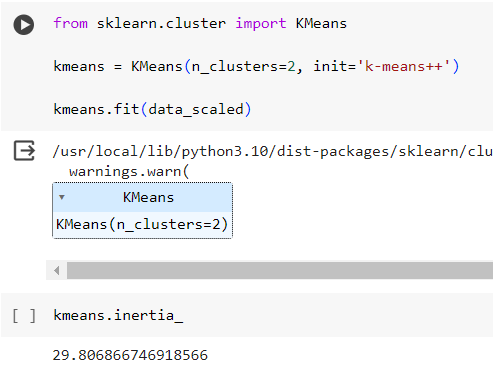 from sklearn.cluster import KMeans
kmeans = KMeans(n_clusters=2, init='k-means++')
kmeans.fit(data_scaled)
/usr/local/lib/python3.10/dist-packages/sklearn/clu
warnings.warn(
KMeans
KMeans(n_clusters=2)
[ ] kmeans.inertia_
29.806866746918566